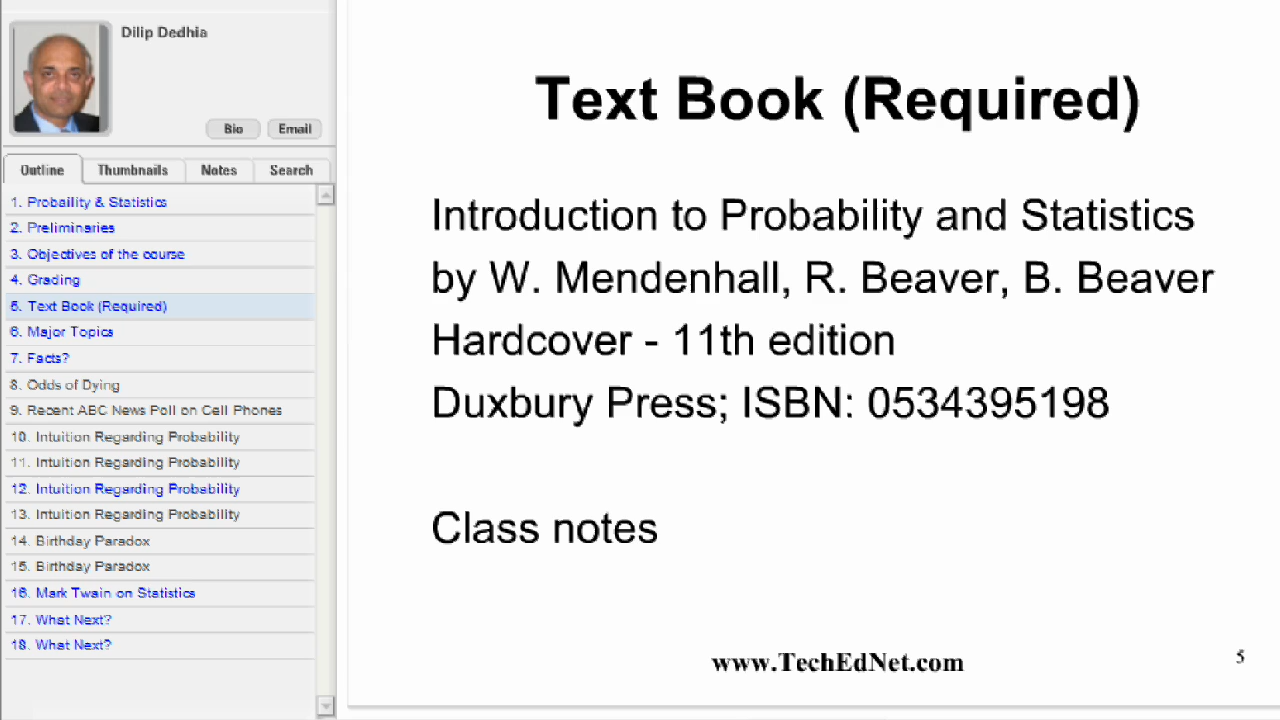 Dilip Dedhia
Bio
Email
Outline
Thumbnails
Notes
Search
1. Probaility & Statistics
2. Preliminaries
3. Objectives of the course
4. Grading
5. Text Book (Required)
6. Major Topics
7. Facts?
8. Odds of Dying
9. Recent ABC News Poll on Cell Phones
10. Intuition Regarding Probability
11. Intuition Regarding Probability
12. Intuition Regarding Probability
13. Intuition Regarding Probability
14. Birthday Paradox
15. Birthday Paradox
16. Mark Twain on Statistics
17. What Next?
18. What Next?
Text Book (Required)
Introduction to Probability and Statistics
by W. Mendenhall, R. Beaver, B. Beaver
Hardcover - 11th edition
Duxbury Press; ISBN: 0534395198
Class notes
www.TechEdNet.com
5